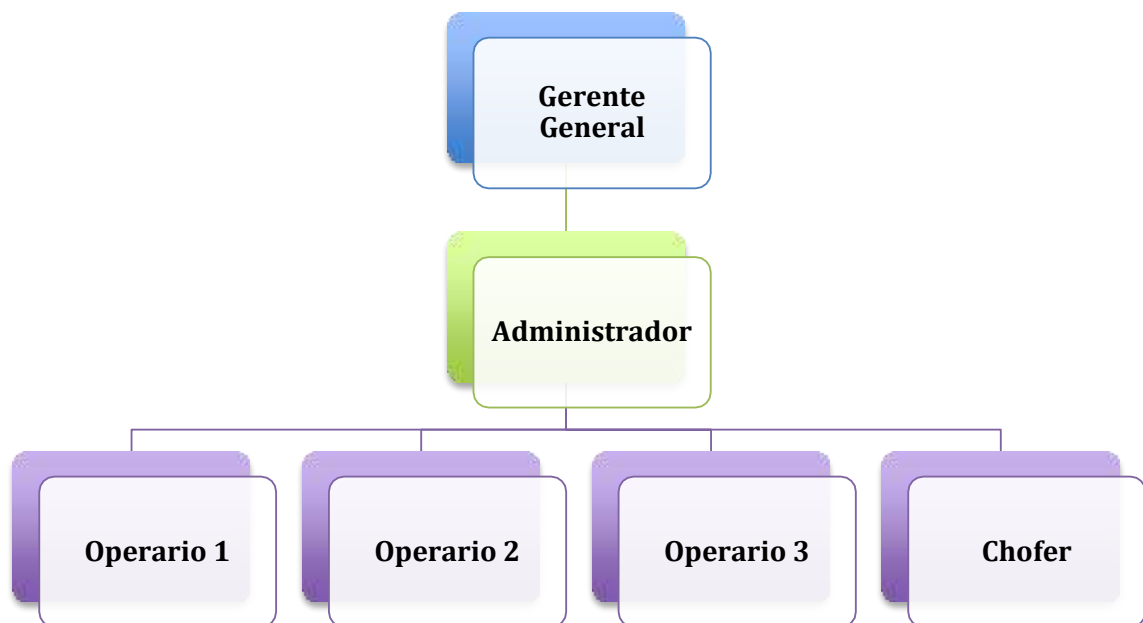 Gerente
General
Administrador
Operario 1
Operario 2
Operario 3
Chofer